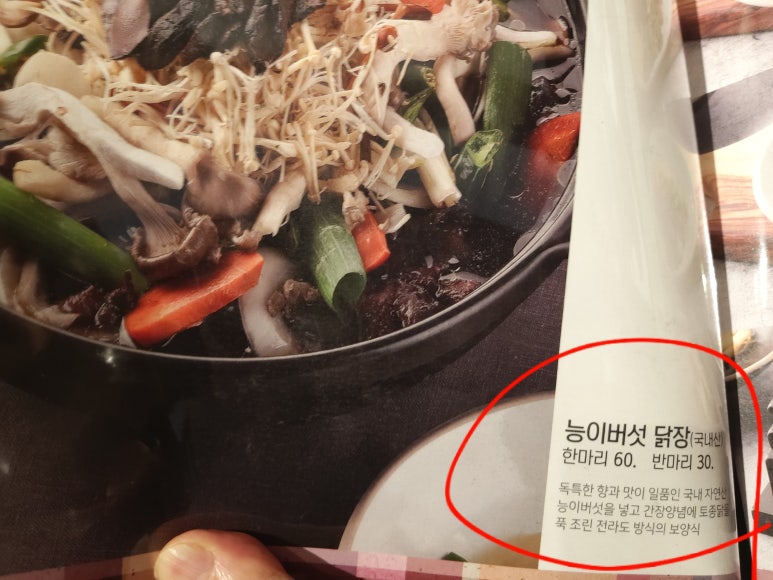 능이버섯 닭장(국내산)
한마리 60. 반마리 30.
독특한 향과 맛이 일품인 국내 자연산
능이버섯을 넣고 간장양념에 토종닭을
푹 조린 전라도 방식의 보양식